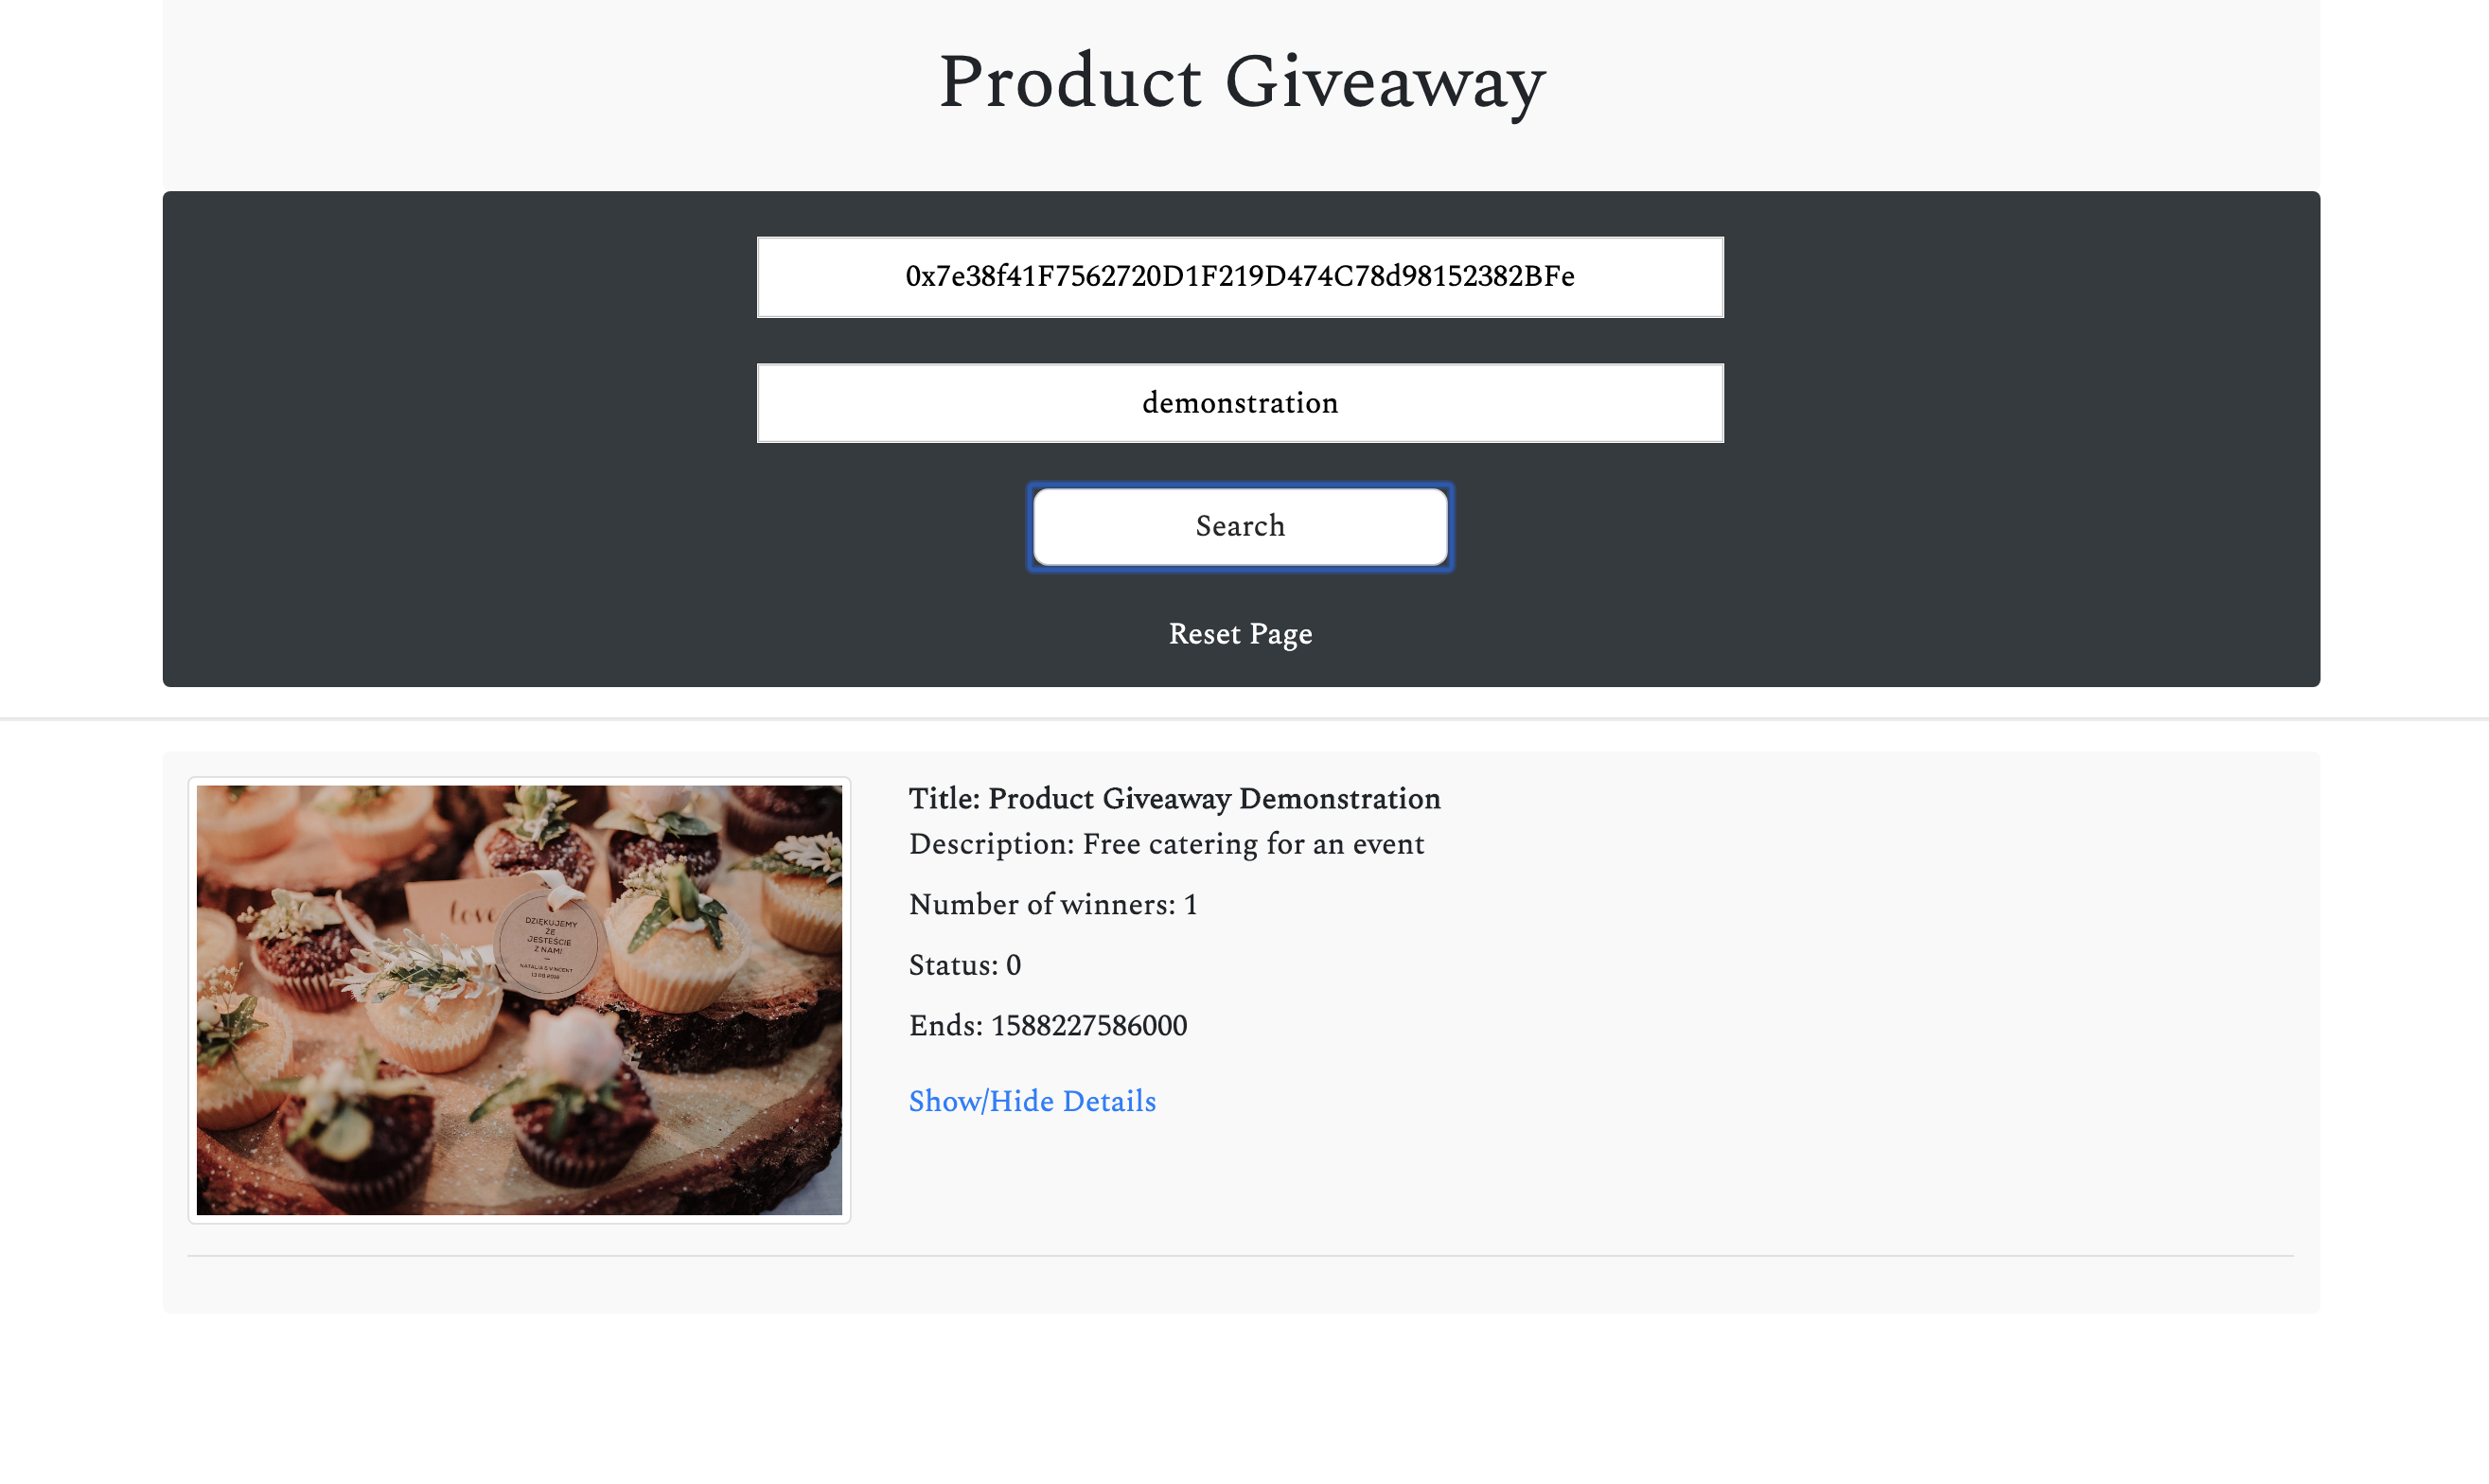 Product Giveaway
0x7e38f41F7562720D1F219D474C78d98152382BFe
demonstration
Search
Reset Page
love
DZIĘKUJEMY
ŻE
JESTEŚCIE
Z NAMI
NATALIA & VINCENT
Title: Product Giveaway Demonstration
Description: Free catering for an event
Number of winners: 1
Status: 0
Ends: 1588227586000
Show/Hide Details